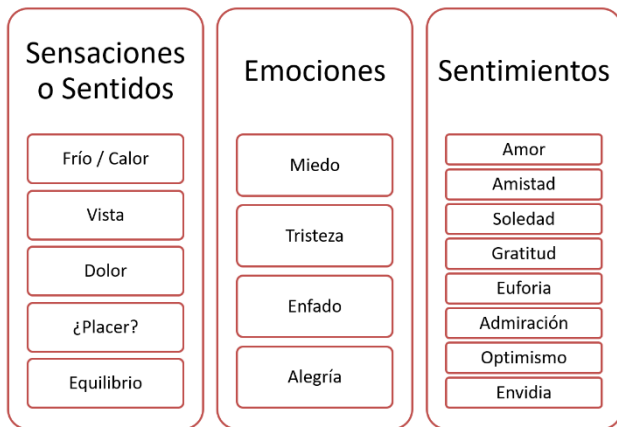 Sensaciones
o Sentidos
Frío / Calor
Vista
Dolor
¿Placer?
Equilibrio
Emociones
Miedo
Tristeza
Enfado
Alegría
Sentimientos
Amor
Amistad
Soledad
Gratitud
Euforia
Admiración
Optimismo
Envidia